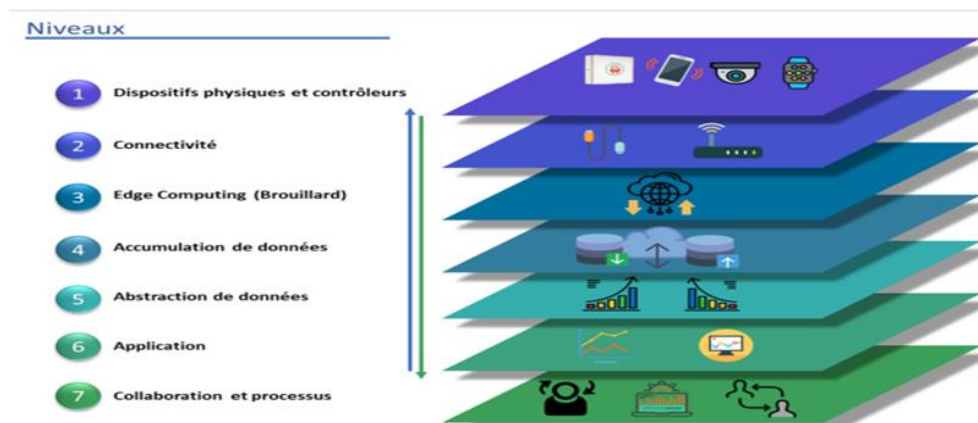 Niveaux
1 Dispositifs physiques et contrôleurs
2 Connectivité
3 Edge Computing (Brouillard)
4 Accumulation de données
5 Abstraction de données
6 Application
7 Collaboration et processus